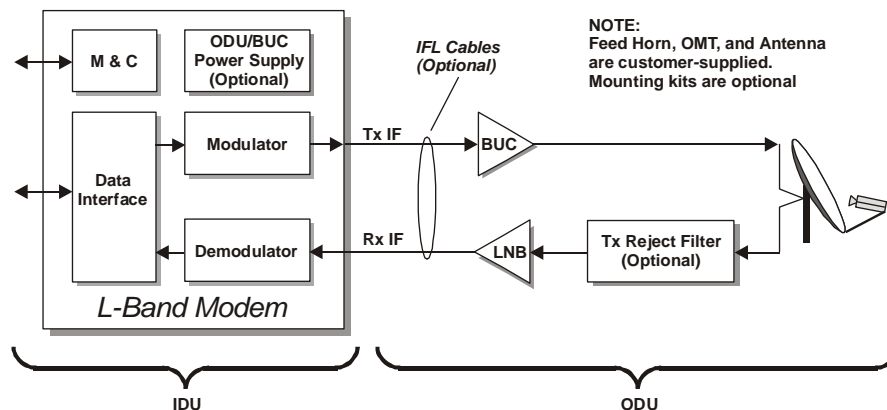 M & C
ODU/BUC
Power Supply
(Optional)
IFL Cables
(Optional)
NOTE:
Feed Horn, OMT, and Antenna
are customer-supplied.
Mounting kits are optional
Data
Interface
Modulator
Tx IF
BUC
Demodulator
Rx IF
LNB
Tx Reject Filter
(Optional)
L-Band Modem
IDU
ODU